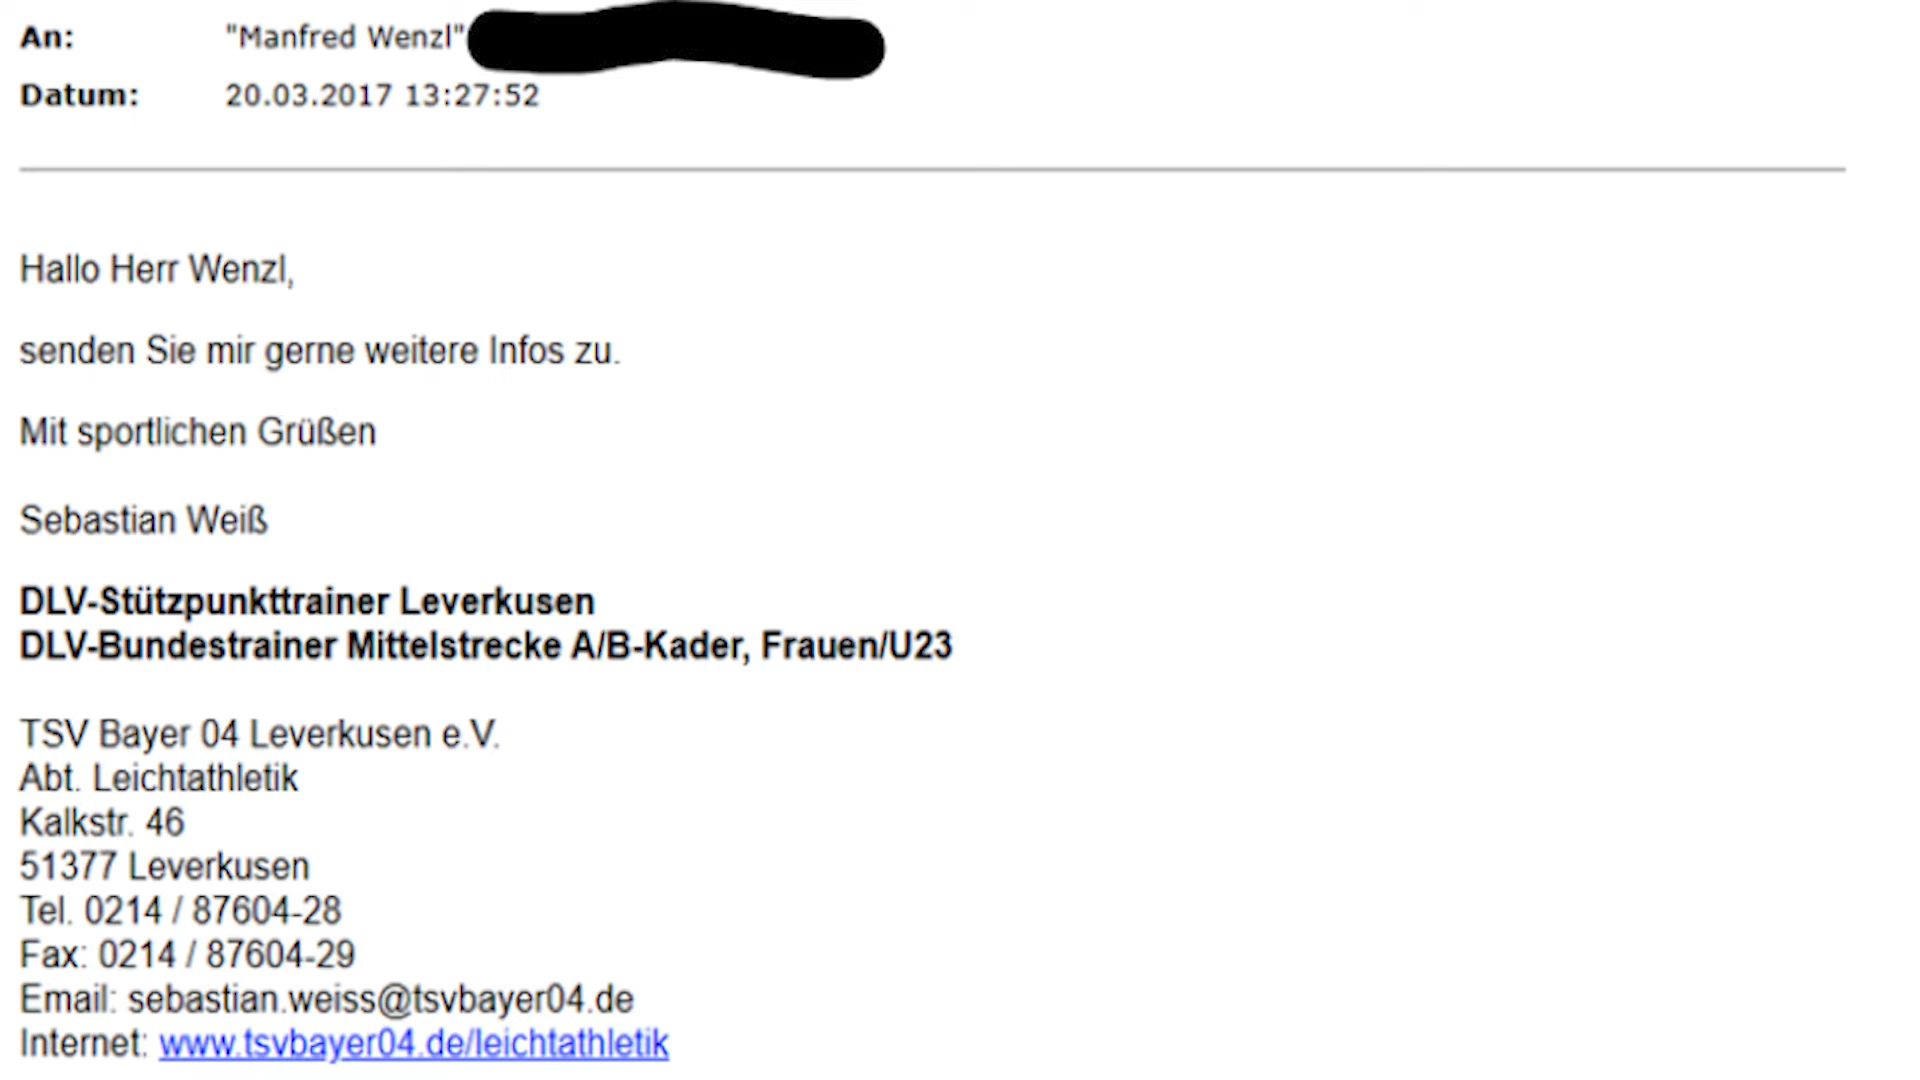 An: "Manfred Wenzl"
Datum: 20.03.2017 13:27:52
Hallo Herr Wenzl,
senden Sie mir gerne weitere Infos zu.
Mit sportlichen Grüßen
Sebastian Weiß
DLV-Stützpunkttrainer Leverkusen
DLV-Bundestrainer Mittelstrecke A/B-Kader, Frauen/U23
TSV Bayer 04 Leverkusen e.V.
Abt. Leichtathletik
Kalkstr. 46
51377 Leverkusen
Tel. 0214 / 87604-28
Fax: 0214 / 87604-29
Email: sebastian.weiss@tsvbayer04.de
Internet: www.tsvbayer04.de/leichtathletik